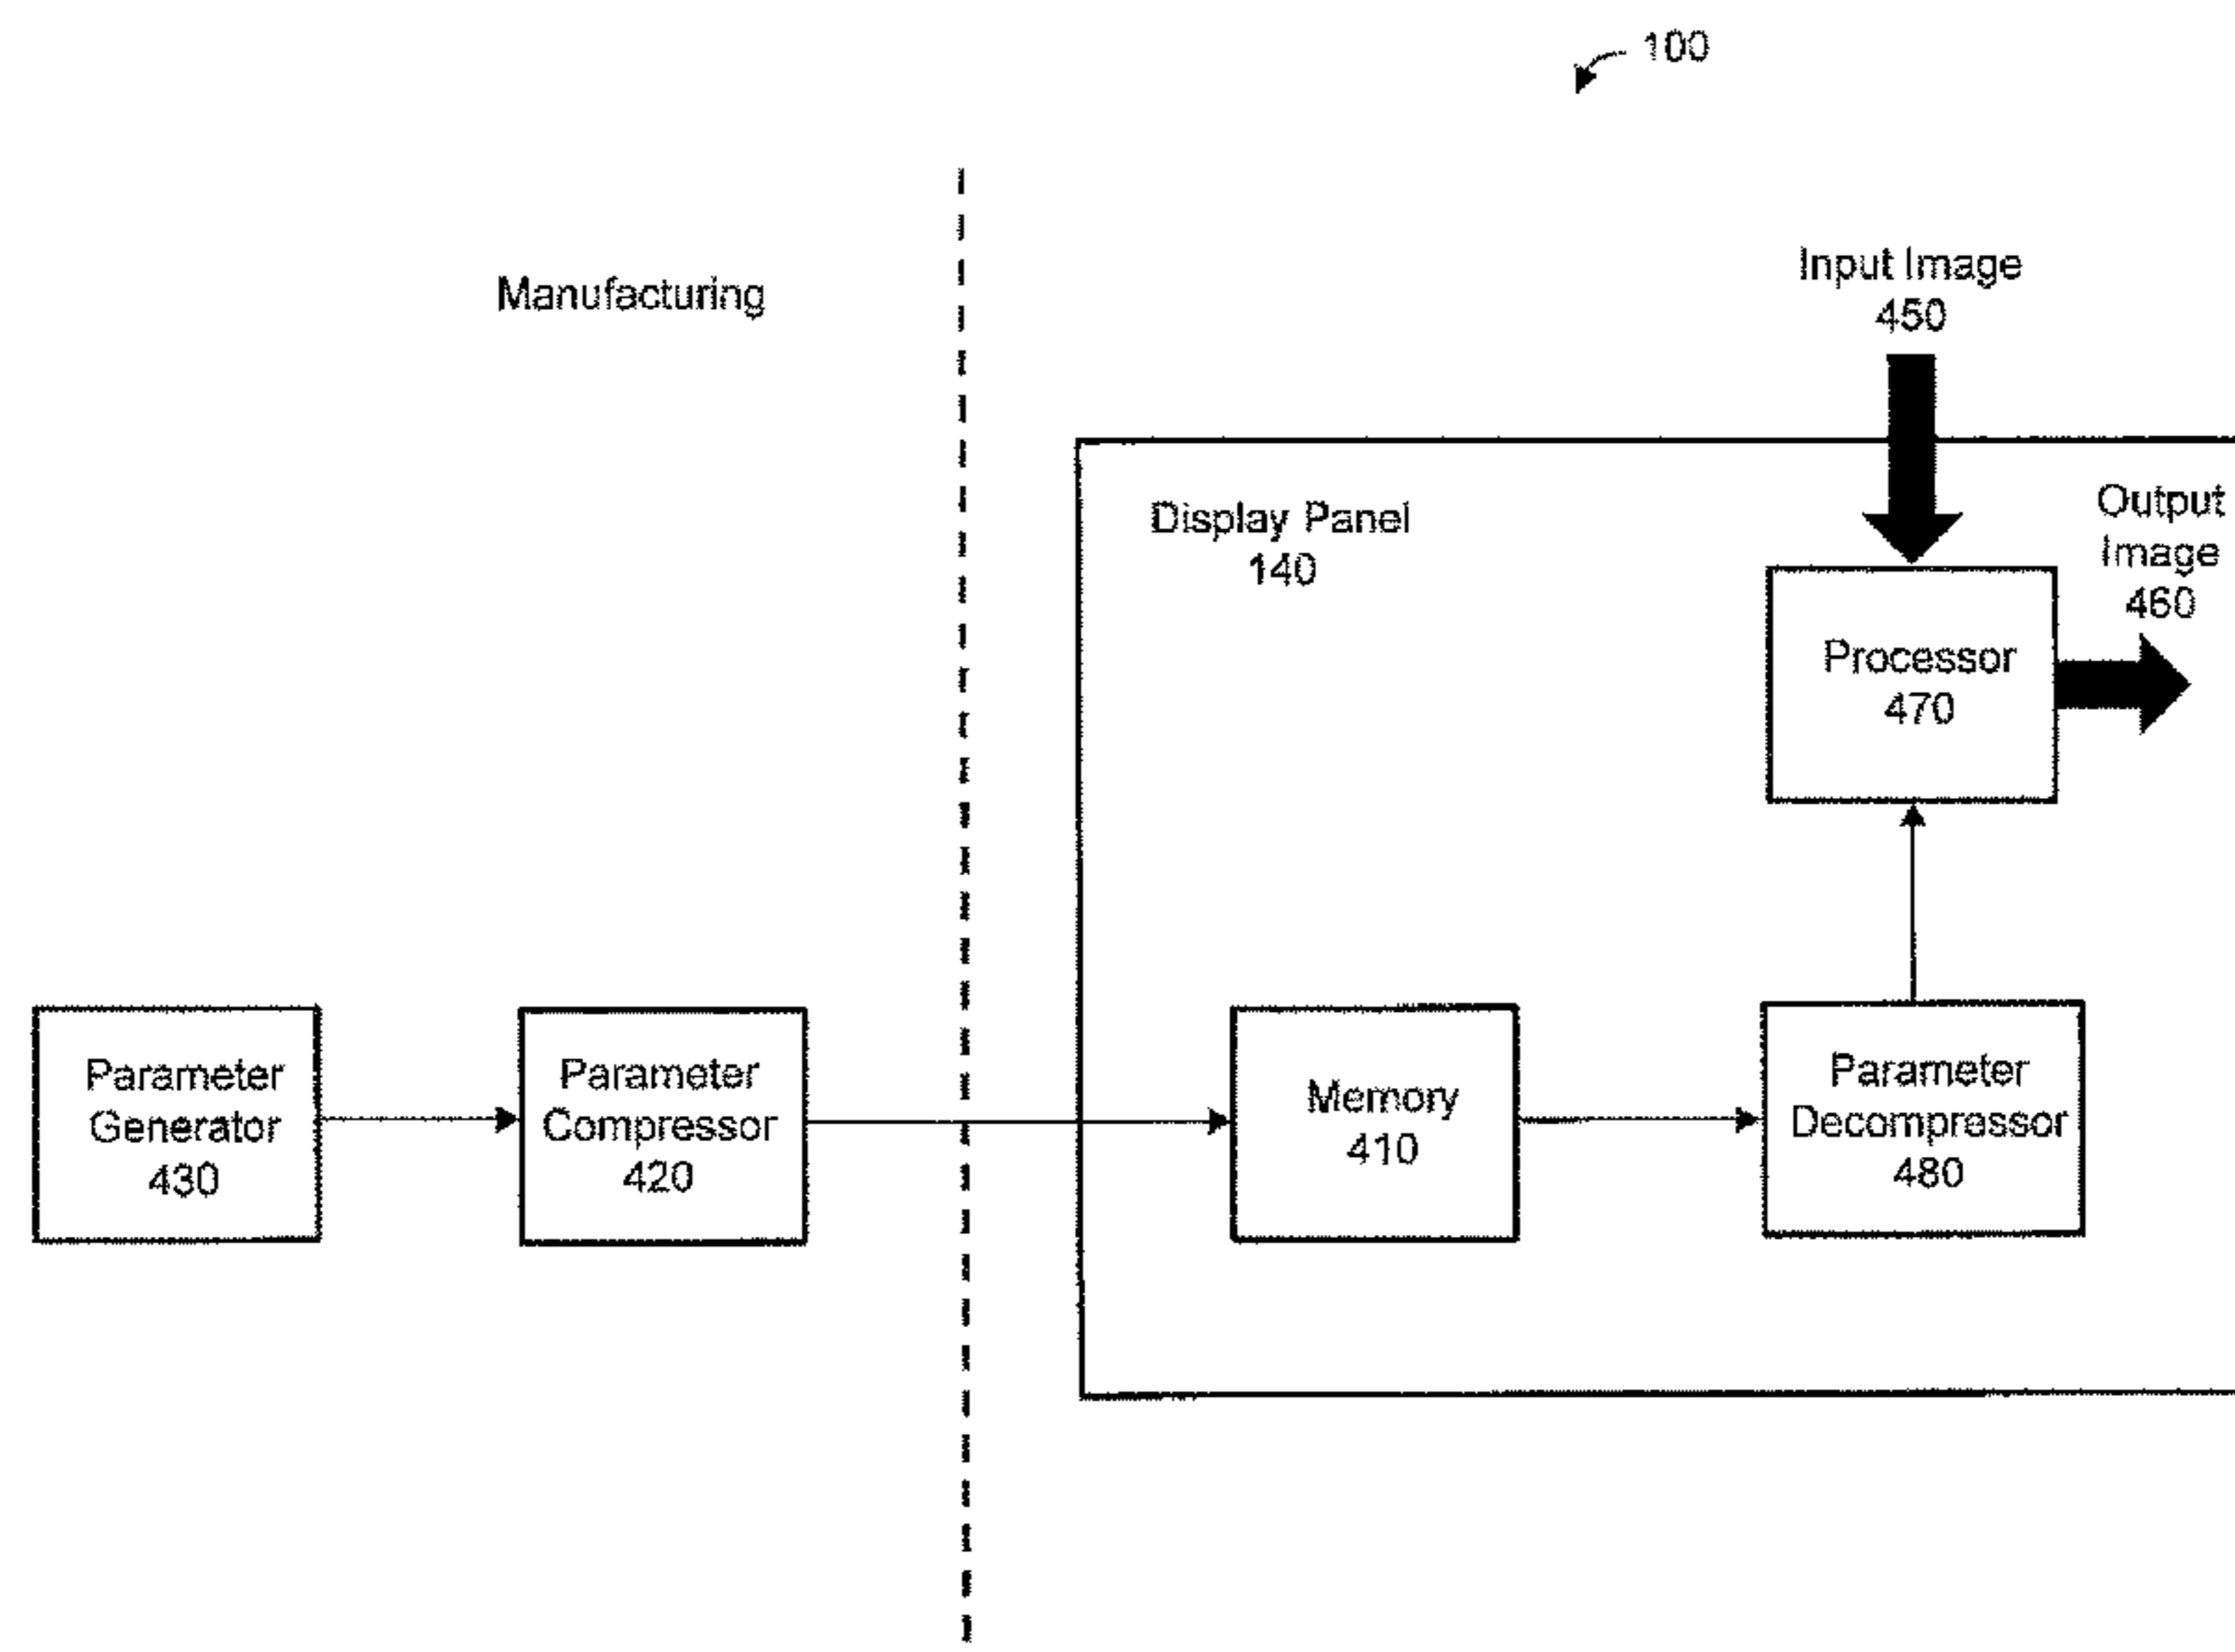 100
Manufacturing
Input Image
450
Display Panel
140
Output
Image
460
Processor
470
Parameter
Generator
430
Parameter
Compressor
420
Memory
410
Parameter
Decompressor
480